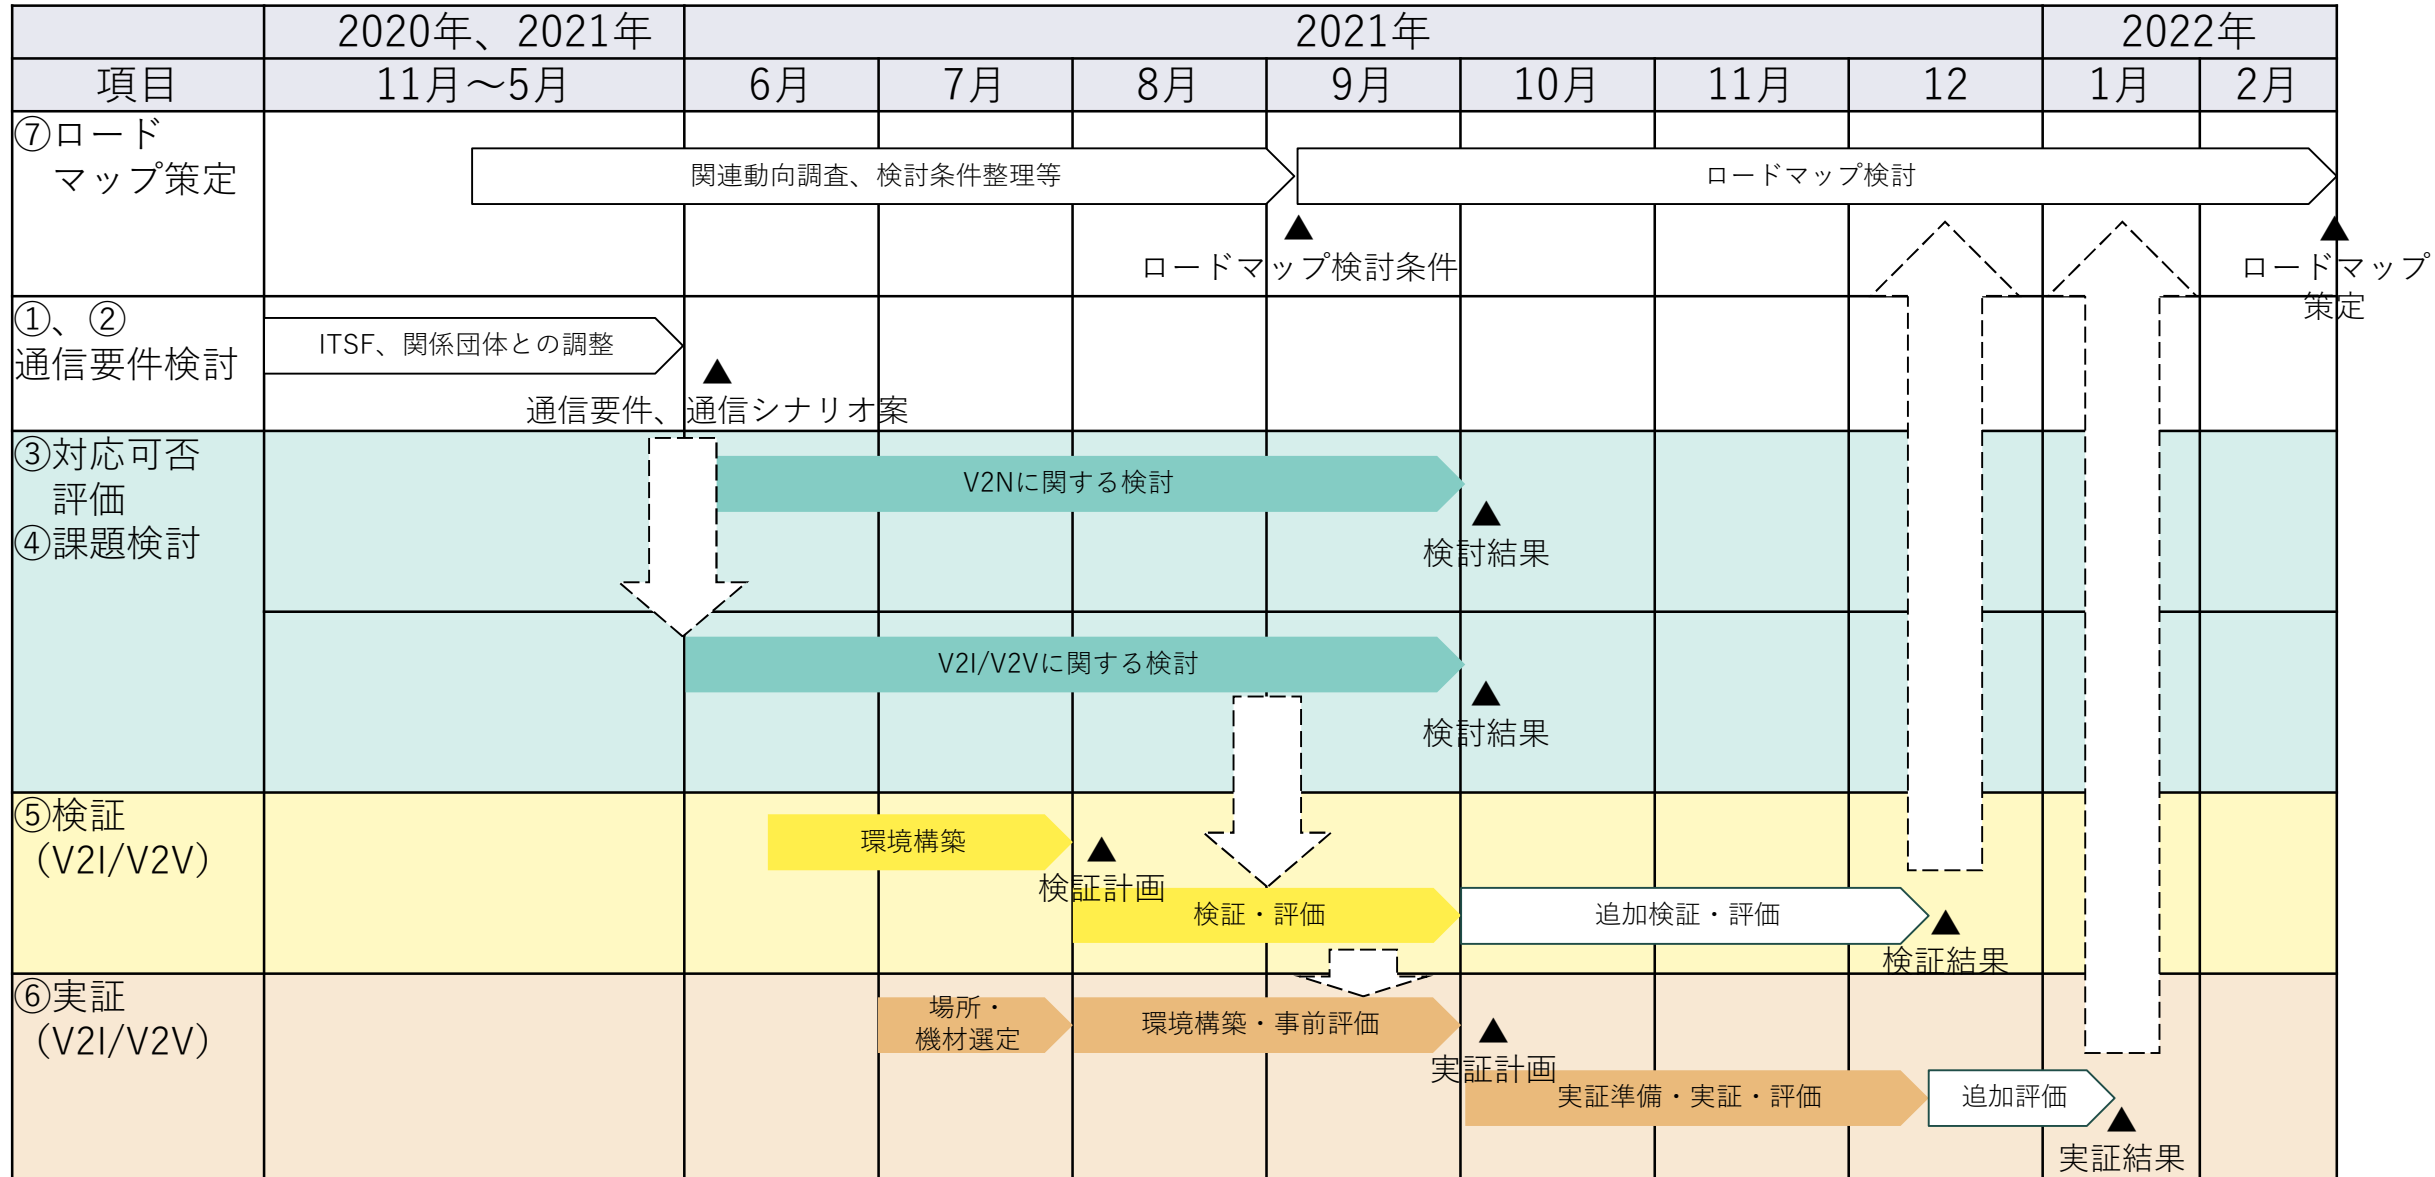 2020年、2021年
2021年
2022年
項目
11月～5月
6月
7月
8月
9月
10月
11月
12
1月
2月
⑦ロード
マップ策定
関連動向調査、検討条件整理等
ロードマップ検討
▲
ロードマップ検討条件
▲
ロードマップ
策定
①、②
通信要件検討
ITSF、関係団体との調整
▲
通信要件、通信シナリオ案
③対応可否
評価
④課題検討
V2Nに関する検討
▲
検討結果
V2I/V2Vに関する検討
▲
検討結果
⑤検証
（V2I/V2V）
環境構築
▲
検証計画
検証・評価
追加検証・評価
▲
検証結果
⑥実証
（V2I/V2V）
場所・
機材選定
環境構築・事前評価
▲
実証計画
実証準備・実証・評価
追加評価
▲
実証結果